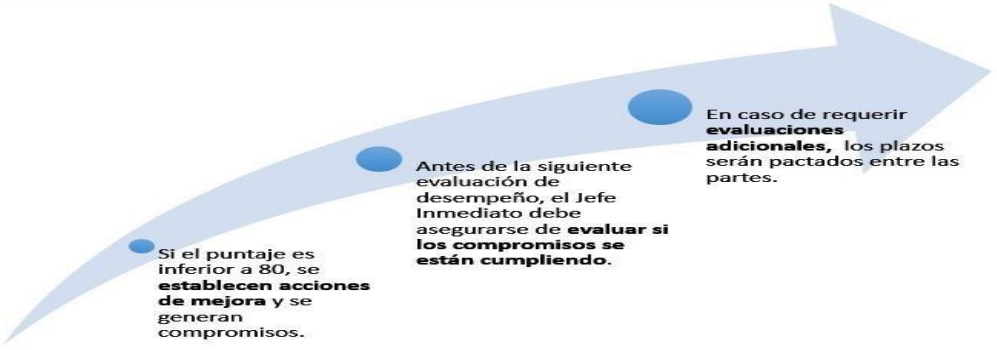 Si el puntaje es
inferior a 80, se
establecen acciones
de mejora y se
generan
compromisos.
Antes de la siguiente
evaluación de
desempeño, el Jefe
Inmediato debe
asegurarse de evaluar si
los compromisos se
están cumpliendo.
En caso de requerir
evaluaciones
adicionales, los plazos
serán pactados entre las
partes.